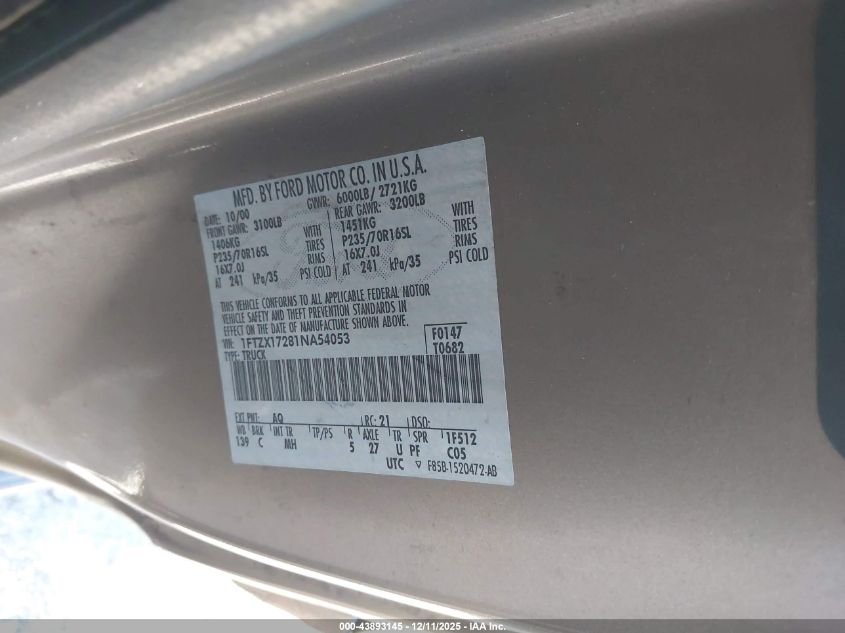 MFD. BY FORD MOTOR CO. IN U.S.A.
DATE: 10/00 GVWR: 6000LB/ 2721KG
FRONT GAWR: 3100LB REAR GAWR: 3200LB
1406KG WITH 1451KG WITH
P235/70R16SL TIRES P235/70R16SL TIRES
16X7.0J RIMS 16X7.0J RIMS
AT 241 kPa/35 PSI COLD AT 241 kPa/35 PSI COLD
THIS VEHICLE CONFORMS TO ALL APPLICABLE FEDERAL MOTOR
VEHICLE SAFETY AND THEFT PREVENTION STANDARDS IN
EFFECT ON THE DATE OF MANUFACTURE SHOWN ABOVE.
VIN: 1FTZX17281NA54053 F0147
TYPE: TRUCK T0682
EXT PNT: AQ RC: 21 DSO:
WB BRK INT TR TP/PS R AXLE TR SPR 1F512
139 C MH 5 27 U PF C05
UTC F85B-1520472-AB
000-43893145 - 12/11/2025 - IAA, Inc.